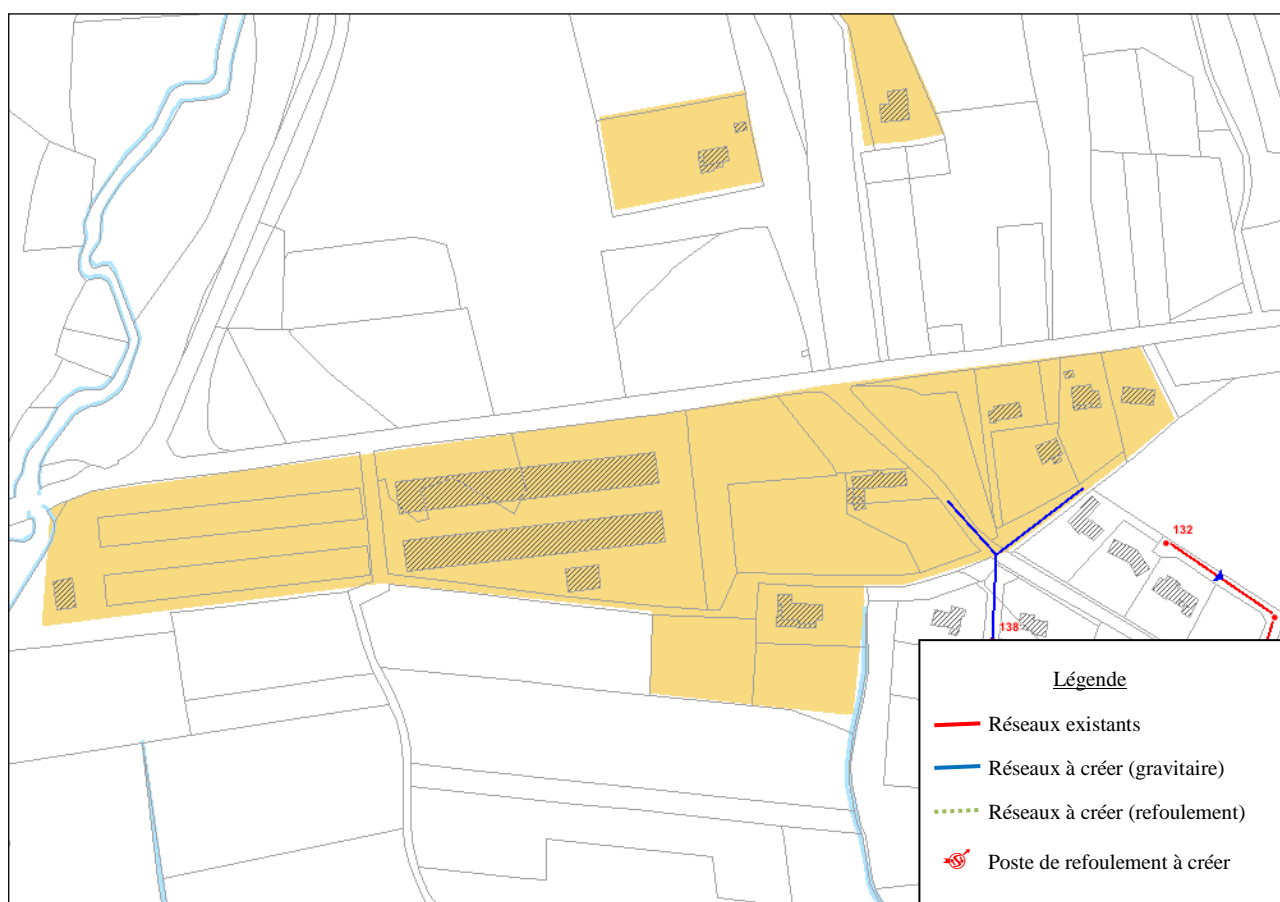 132
138
Légende
Réseaux existants
Réseaux à créer (gravitaire)
Réseaux à créer (refoulement)
Poste de refoulement à créer